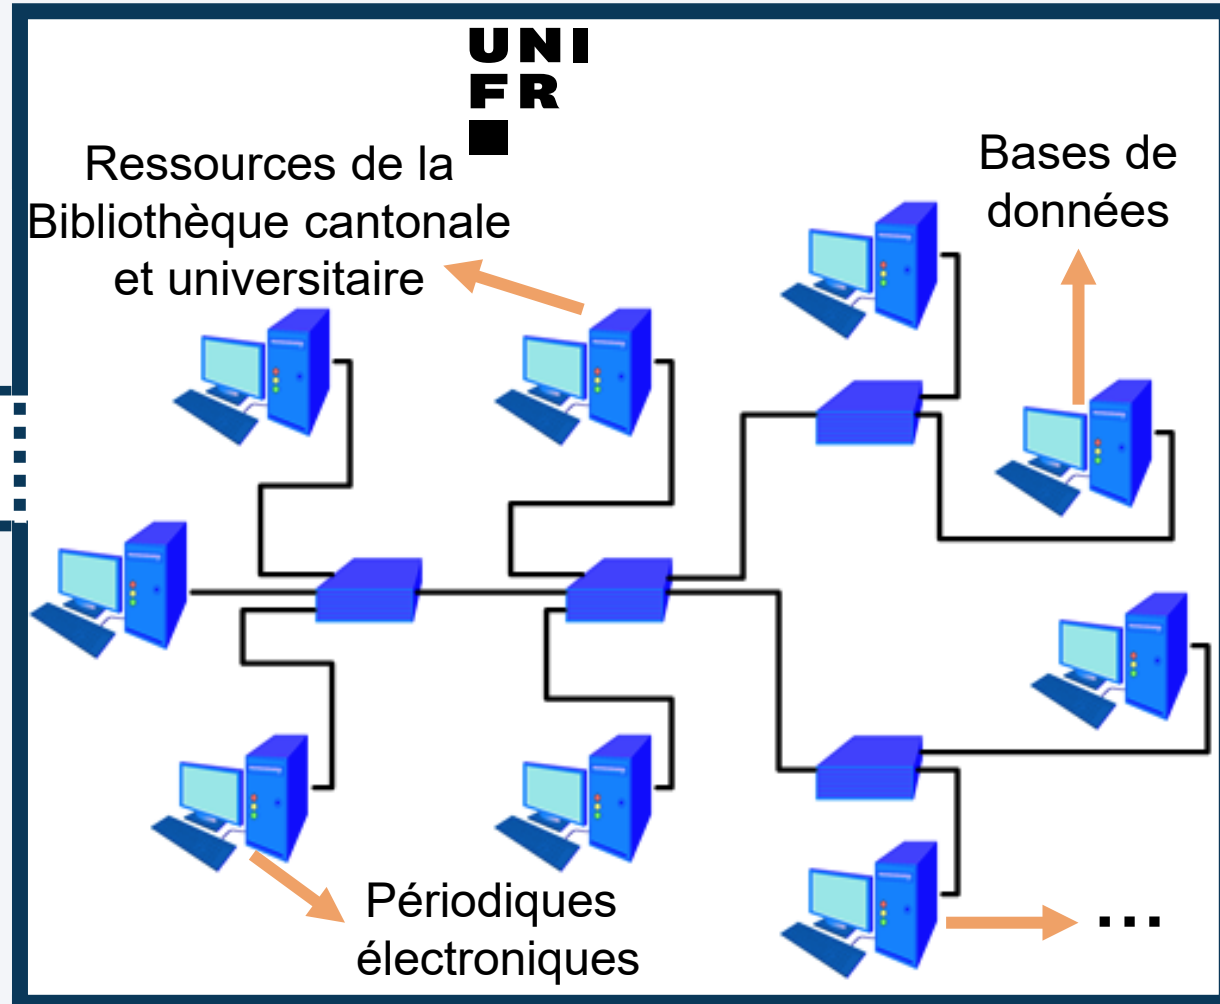 UNI
FR
Ressources de la
Bibliothèque cantonale
et universitaire
Bases de
données
Périodiques
électroniques
...